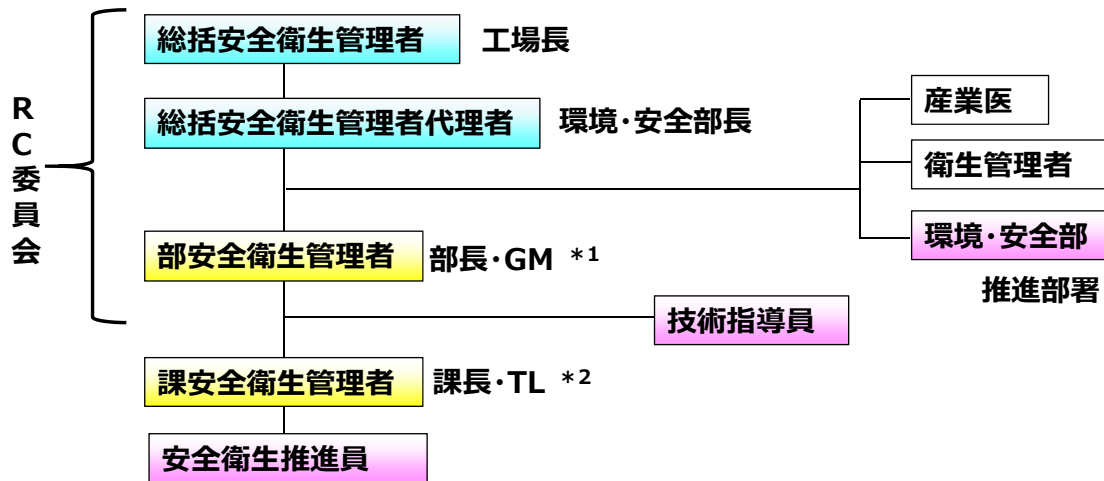 総括安全衛生管理者 工場長
総括安全衛生管理者代理者 環境・安全部長
産業医
RC委員会
衛生管理者
部安全衛生管理者 部長・GM *1
環境・安全部
推進部署
技術指導員
課安全衛生管理者 課長・TL *2
安全衛生推進員